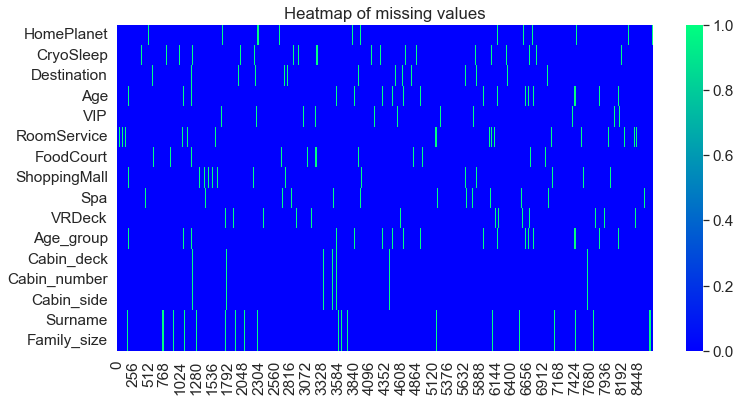 Heatmap of missing values
HomePlanet
CryoSleep
Destination
Age
VIP
RoomService
FoodCourt
ShoppingMall
Spa
VRDeck
Age_group
Cabin_deck
Cabin_number
Cabin_side
Surname
Family_size
0
256
512
768
1024
1280
1536
1792
2048
2304
2560
2816
3072
3328
3584
3840
4096
4352
4608
4864
5120
5376
5632
5888
6144
6400
6656
6912
7168
7424
7680
7936
8192
8448
1.0
0.8
0.6
0.4
0.2
0.0